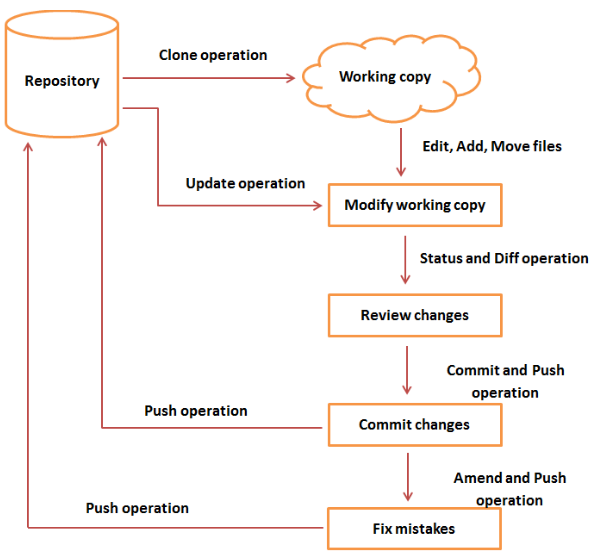 Clone operation
Repository
Working copy
Edit, Add, Move files
Update operation
Modify working copy
Status and Diff operation
Review changes
Commit and Push
operation
Push operation
Commit changes
Amend and Push
operation
Push operation
Fix mistakes